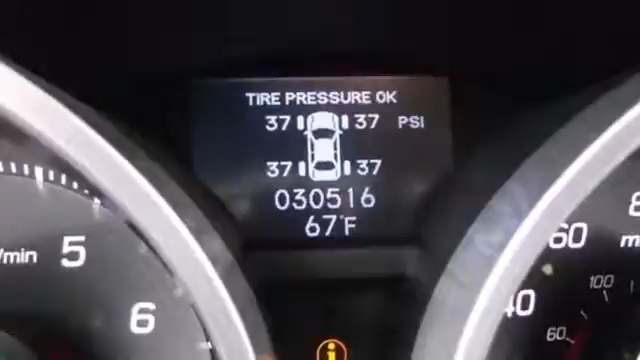 TIRE PRESSURE OK
37 37 PSI
37 37
030516
67°F
/min 5
6
60
40
100
60
i